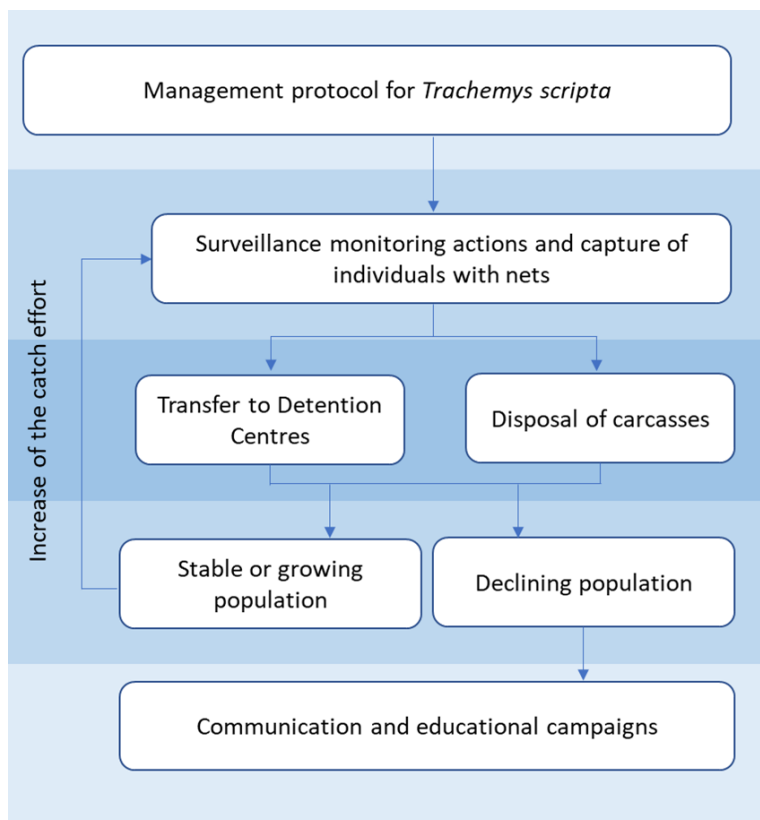 Management protocol for Trachemys scripta
Surveillance monitoring actions and capture of
individuals with nets
Increase of the catch effort
Transfer to Detention
Centres
Disposal of carcasses
Stable or growing
population
Declining population
Communication and educational campaigns